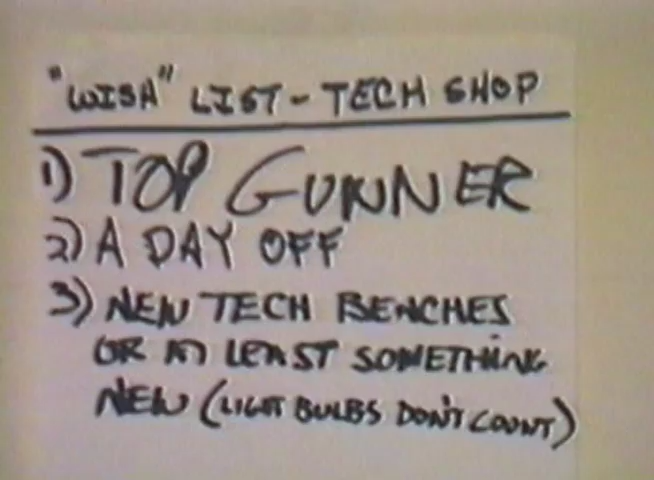 "WISH" LIST - TECH SHOP
1) TOP GUNNER
2) A DAY OFF
3) NEW TECH BENCHES
OR AT LEAST SOMETHING
NEW (LIGHT BULBS DON'T COUNT)